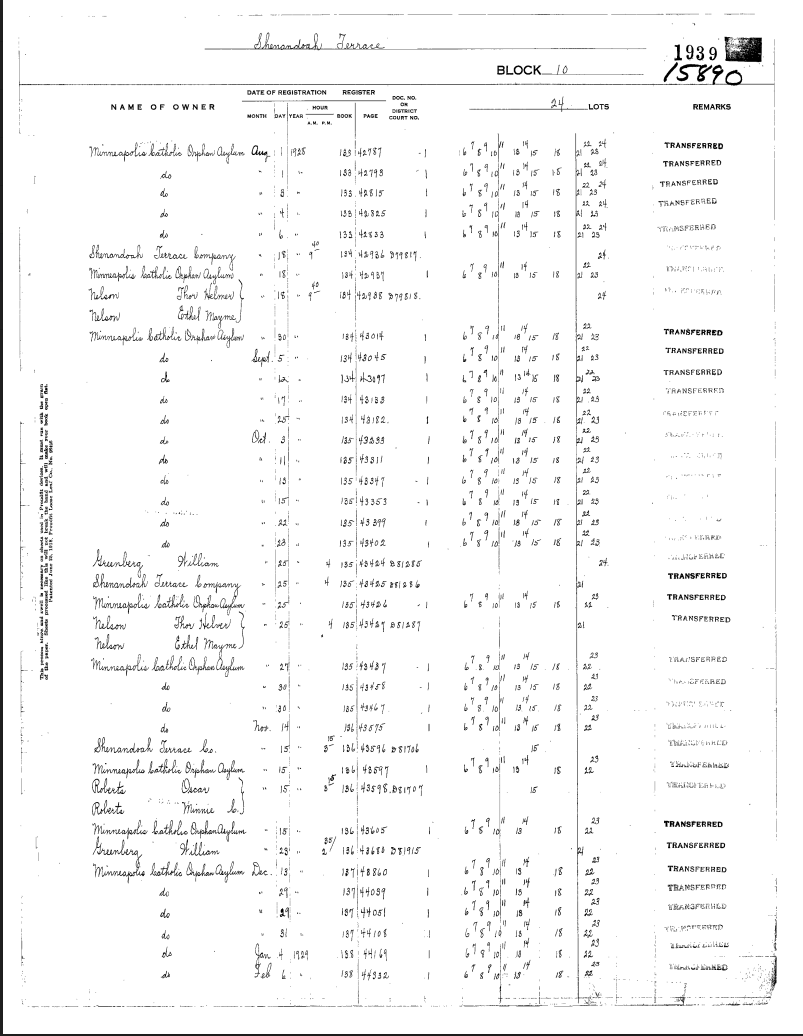 Shenandoah Terrace
1939
BLOCK 10
15890
DATE OF REGISTRATION REGISTER DOC. NO. OR DISTRICT COURT NO. 24 LOTS REMARKS
NAME OF OWNER MONTH DAY YEAR HOUR A.M. P.M. BOOK PAGE
Minneapolis Catholic Orphan Asylum Aug 1 1928 133 42787 1 6 7 8 9 10 11 13 14 15 18 21 22 23 24 TRANSFERRED
do " 1 " 133 42793 1 6 7 8 9 10 11 13 14 15 18 21 22 23 24 TRANSFERRED
do " 3 " 133 42815 1 6 7 8 9 10 11 13 14 15 18 21 22 23 24 TRANSFERRED
do " 4 " 133 42825 1 6 7 8 9 10 11 13 14 15 18 21 22 23 24 TRANSFERRED
do " 6 " 133 42833 1 6 7 8 9 10 11 13 14 15 18 21 22 23 24 TRANSFERRED
Shenandoah Terrace Company " 18 " 9 40 134 42936 D79817 24 TRANSFERRED
Minneapolis Catholic Orphan Asylum " 18 " 134 42937 1 6 7 8 9 10 11 13 14 15 18 21 22 23
Nelson Thor Helmer " 18 " 9 40 134 42938 D79818 24 TRANSFERRED
Nelson Ethel Mayme
Minneapolis Catholic Orphan Asylum " 30 " 134 43014 1 6 7 8 9 10 11 13 14 15 18 21 22 23 TRANSFERRED
do Sept. 5 " 134 43045 1 6 7 8 9 10 11 13 14 15 18 21 22 23 TRANSFERRED
do " 12 " 134 43097 1 6 7 8 9 10 11 13 14 15 18 21 22 23 TRANSFERRED
do " 17 " 134 43133 1 6 7 8 9 10 11 13 14 15 18 21 22 23 TRANSFERRED
do " 25 " 134 43182 1 6 7 8 9 10 11 13 14 15 18 21 22 23 TRANSFERRED
do Oct. 3 " 135 43233 1 6 7 8 9 10 11 13 14 15 18 21 22 23
do " 11 " 135 43311 1 6 7 8 9 10 11 13 14 15 18 21 22 23
do " 13 " 135 43347 1 6 7 8 9 10 11 13 14 15 18 21 22 23
do " 15 " 135 43353 1 6 7 8 9 10 11 13 14 15 18 21 22 23
do " 22 " 135 43399 1 6 7 8 9 10 11 13 14 15 18 21 22 23
do " 23 " 135 43402 1 6 7 8 9 10 11 13 14 15 18 21 22 23 TRANSFERRED
Greenberg William " 25 " 4 135 43424 D81285 24 TRANSFERRED
Shenandoah Terrace Company " 25 " 4 135 43425 D81286 21 TRANSFERRED
Minneapolis Catholic Orphan Asylum " 25 " 135 43426 1 6 7 8 9 10 11 13 14 15 18 22 23 TRANSFERRED
Nelson Thor Helmer " 25 " 4 135 43427 D81287 21 TRANSFERRED
Nelson Ethel Mayme
Minneapolis Catholic Orphan Asylum " 27 " 135 43437 1 6 7 8 9 10 11 13 14 15 18 22 23 TRANSFERRED
do " 30 " 135 43458 1 6 7 8 9 10 11 13 14 15 18 22 23 TRANSFERRED
do " 30 " 135 43467 1 6 7 8 9 10 11 13 14 15 18 22 23
do Nov. 14 " 136 43575 1 6 7 8 9 10 11 13 14 15 18 22 23 TRANSFERRED
Shenandoah Terrace Co. " 15 " 3 15 136 43596 D81706 15 TRANSFERRED
Minneapolis Catholic Orphan Asylum " 15 " 136 43597 1 6 7 8 9 10 11 13 14 18 22 23 TRANSFERRED
Roberts Oscar " 15 " 3 15 136 43598 D81707 15 TRANSFERRED
Roberts Minnie C.
Minneapolis Catholic Orphan Asylum " 15 " 136 43605 1 6 7 8 9 10 11 13 14 18 22 23 TRANSFERRED
Greenberg William " 23 " 2 35 136 43680 D81915 24 TRANSFERRED
Minneapolis Catholic Orphan Asylum Dec. 13 " 137 43860 1 6 7 8 9 10 11 13 14 18 22 23 TRANSFERRED
do " 29 " 137 44039 1 6 7 8 9 10 11 13 14 18 22 23 TRANSFERRED
do " 29 " 137 44051 1 6 7 8 9 10 11 13 14 18 22 23 TRANSFERRED
do " 31 " 137 44108 1 6 7 8 9 10 11 13 14 18 22 23 TRANSFERRED
do Jan 4 1929 138 44169 1 6 7 8 9 10 11 13 14 18 22 23 TRANSFERRED
do Feb 6 " 138 44332 1 6 7 8 9 10 11 13 14 18 22 23 TRANSFERRED